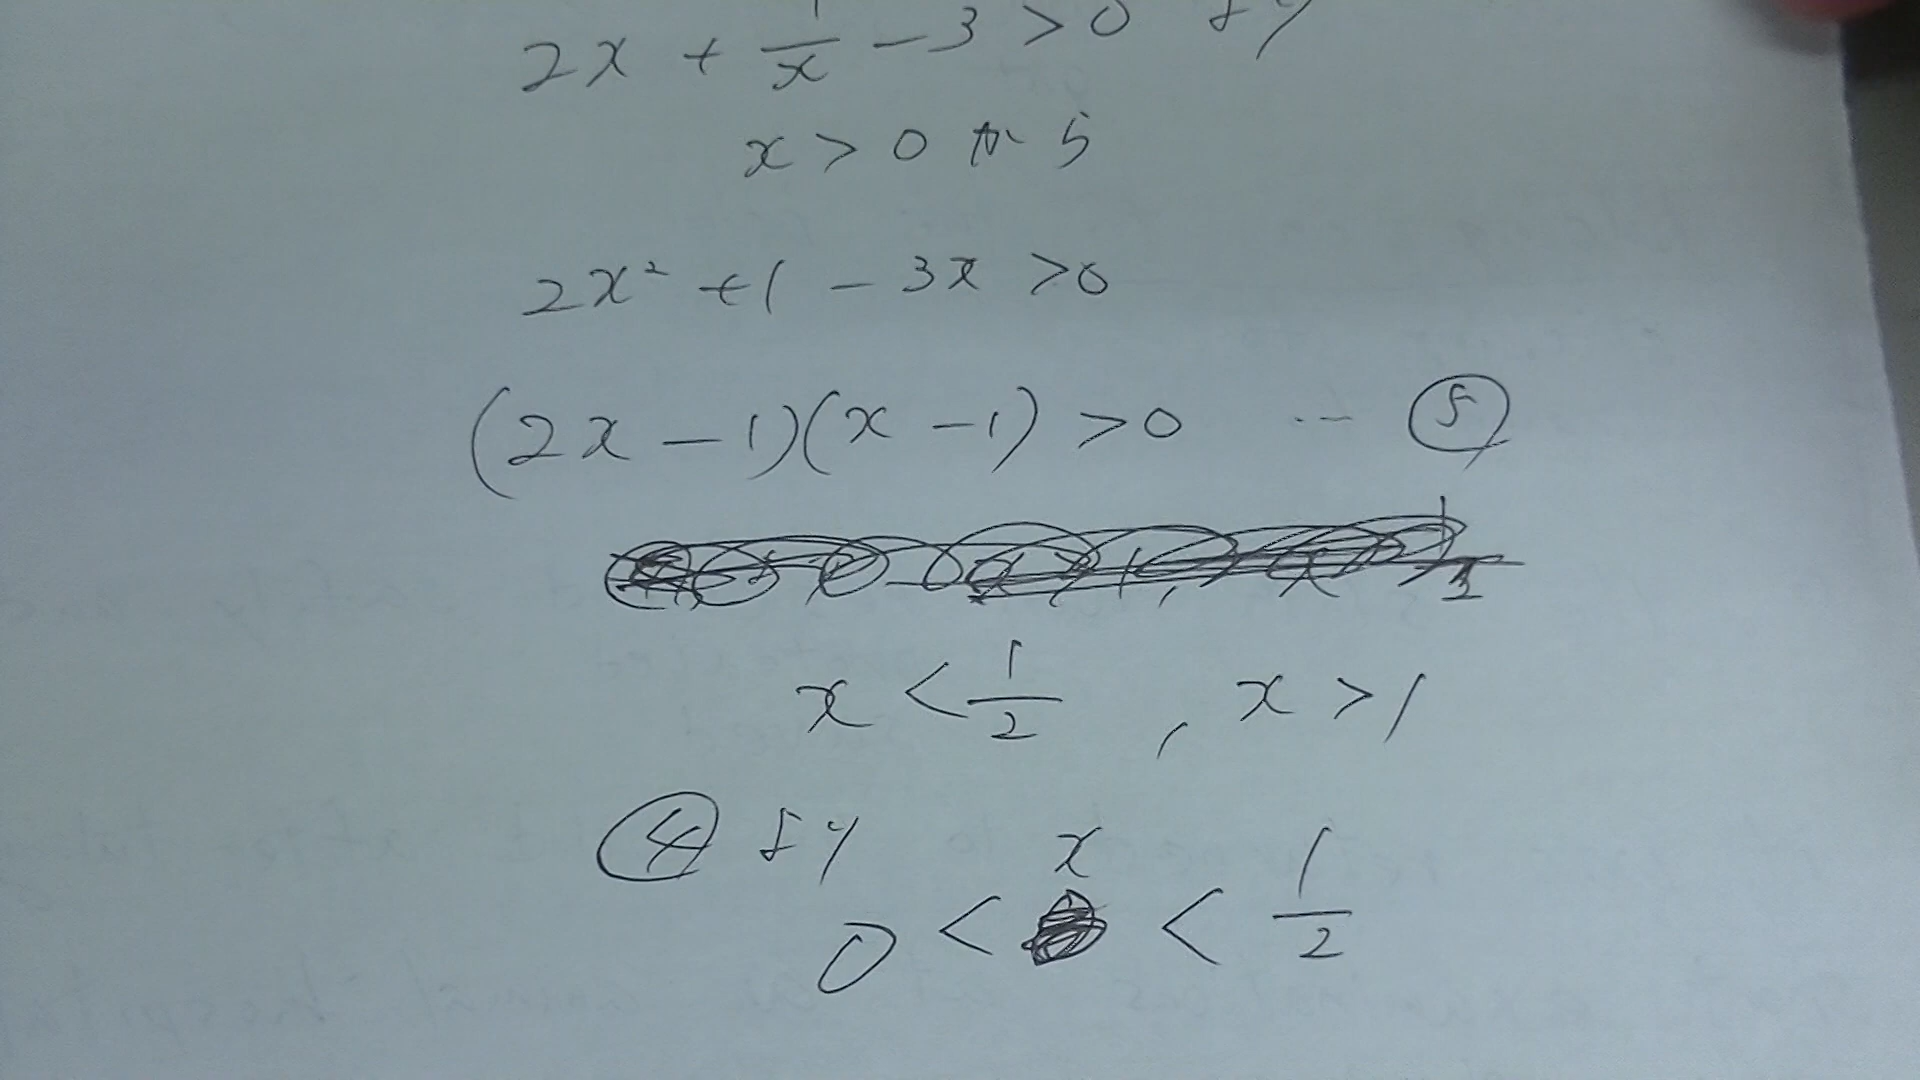 2x + 1/x - 3 > 0 より
x > 0 から
2x² + 1 - 3x > 0
(2x - 1)(x - 1) > 0 … ⑤
x < 1/2 , x > 1
④より
0 < x < 1/2